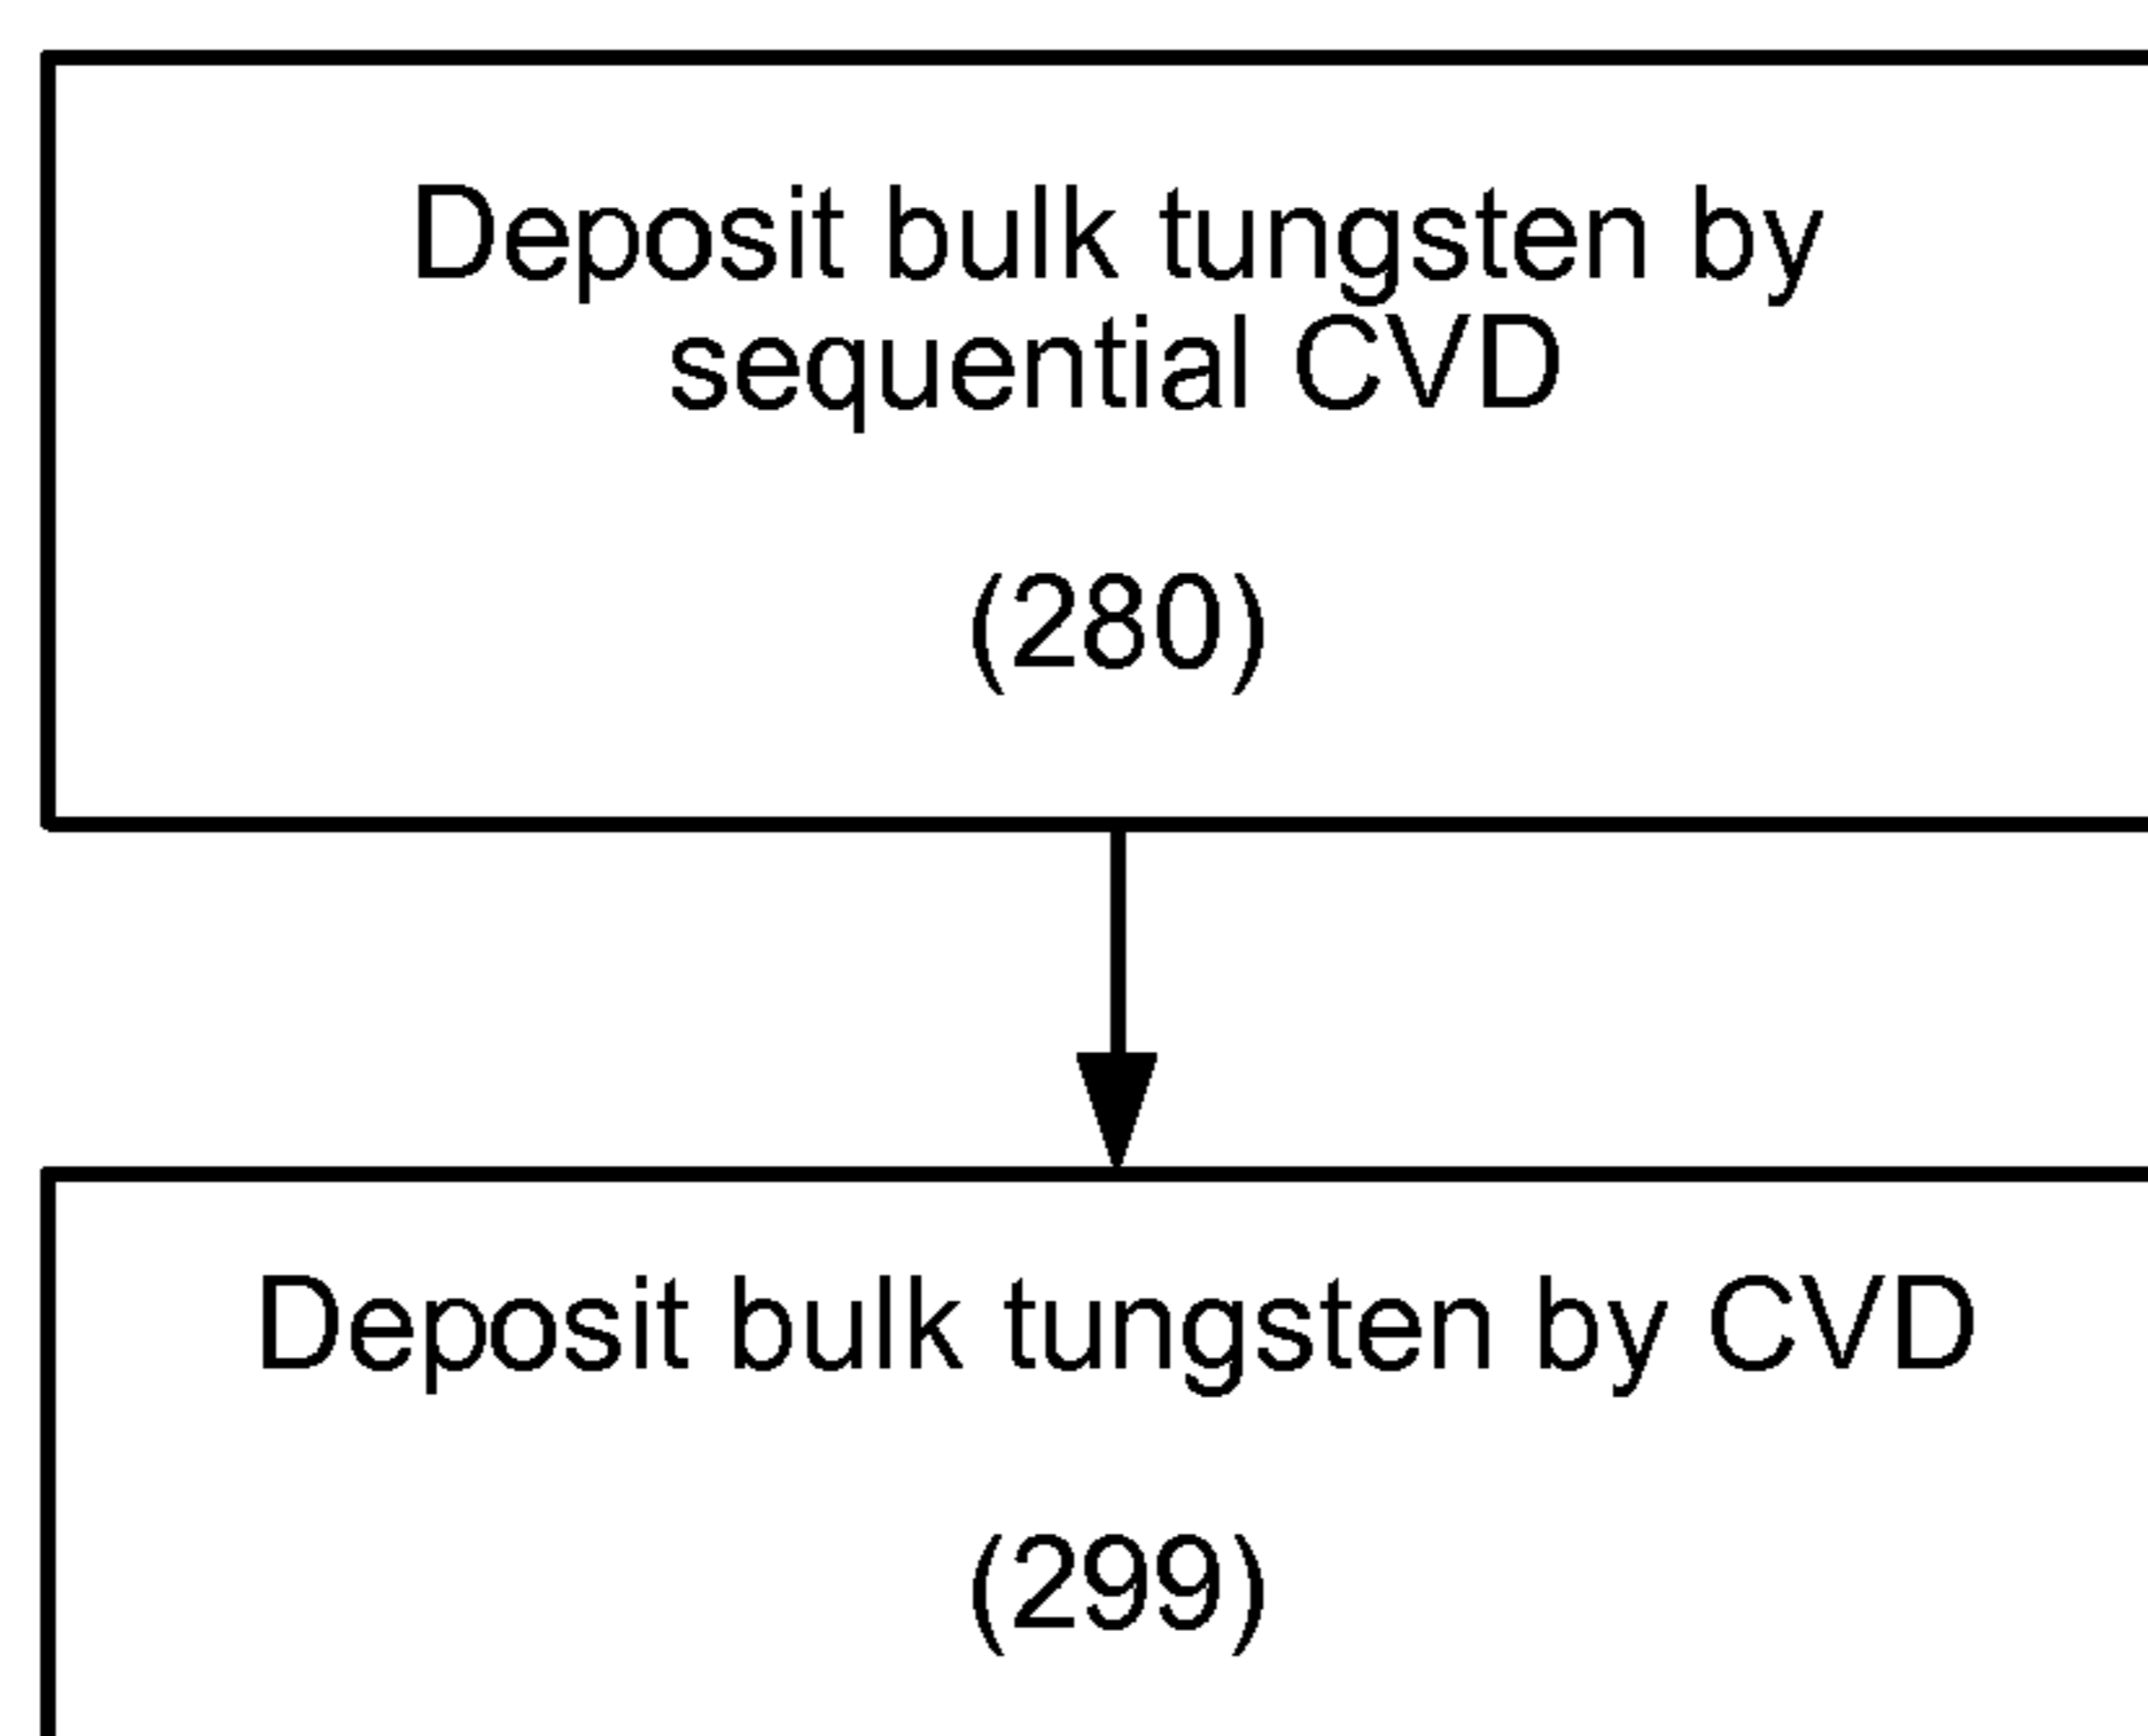 Deposit bulk tungsten by
sequential CVD
(280)
Deposit bulk tungsten by CVD
(299)